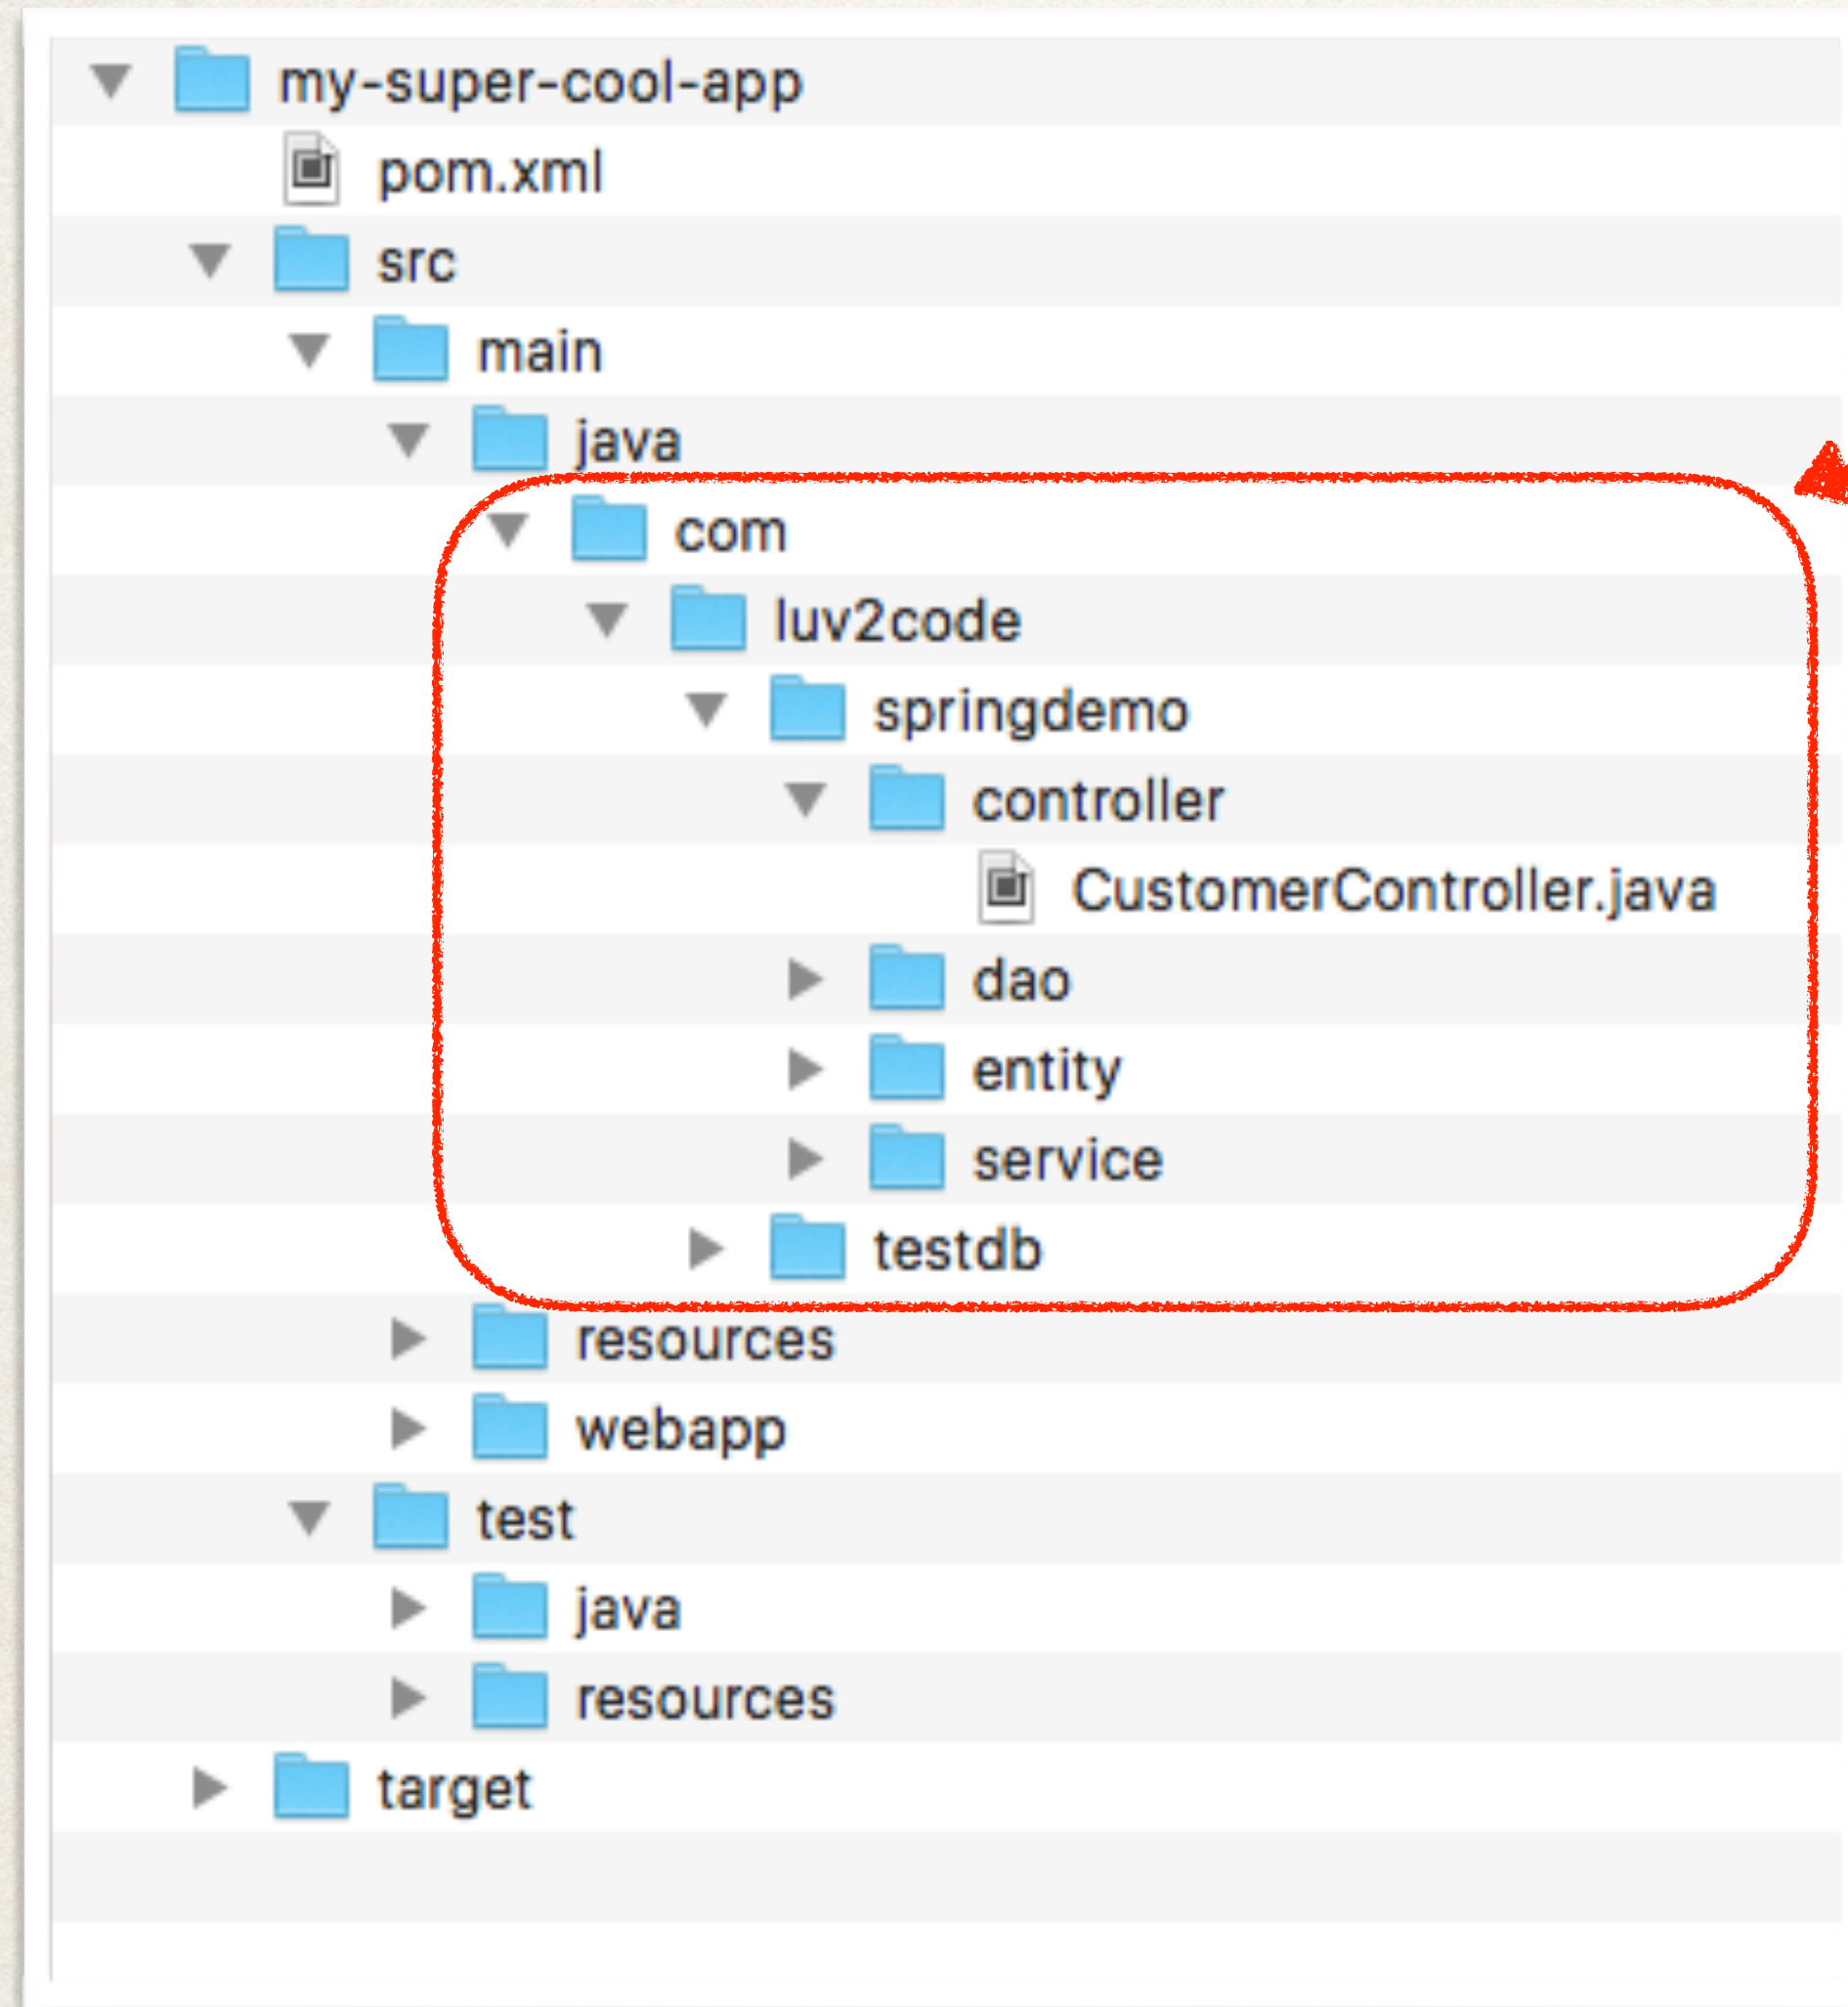 my-super-cool-app
pom.xml
src
main
java
com
luv2code
springdemo
controller
CustomerController.java
dao
entity
service
testdb
resources
webapp
test
java
resources
target